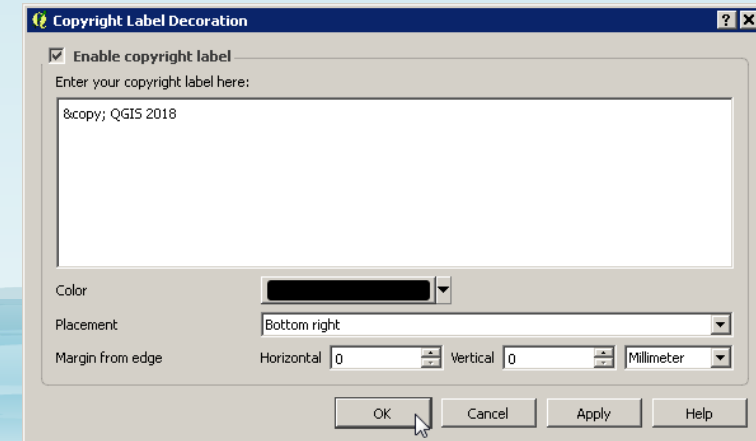 Copyright Label Decoration
Enable copyright label
Enter your copyright label here:
&copy; QGIS 2018
Color
Placement Bottom right
Margin from edge Horizontal 0 Vertical 0 Millimeter
OK Cancel Apply Help